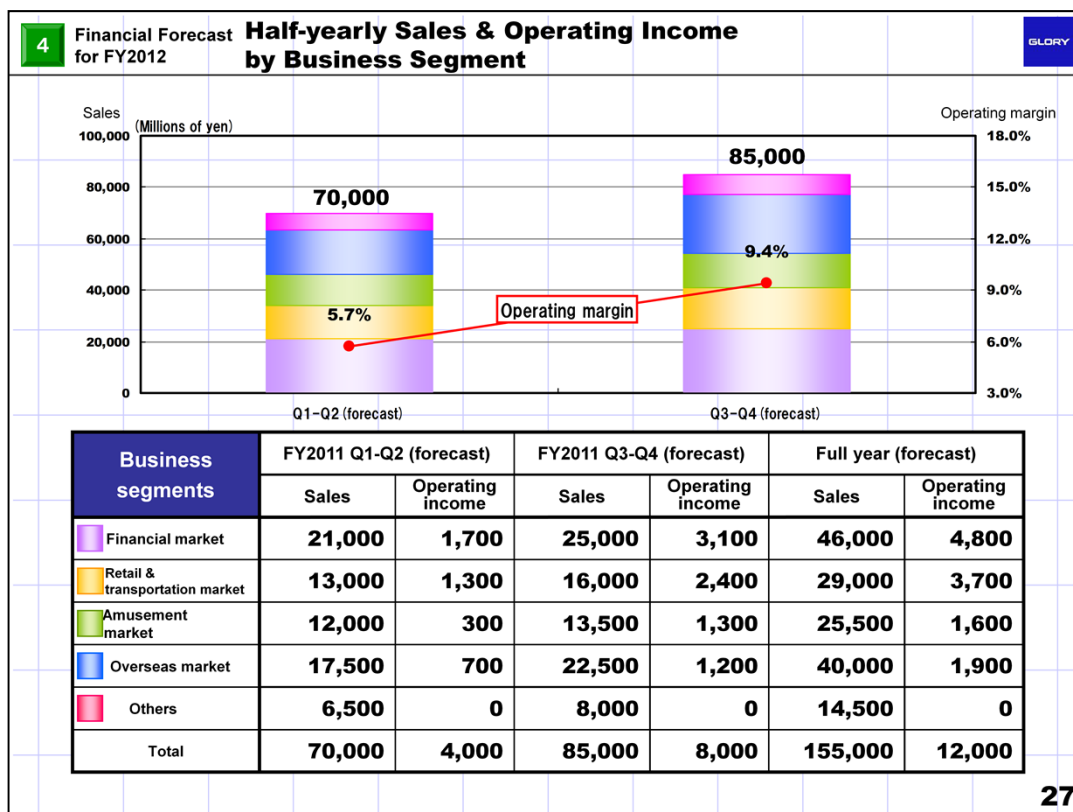 4
Financial Forecast
for FY2012
Half-yearly Sales & Operating Income
by Business Segment
GLORY
Sales
(Millions of yen)
Operating margin
100,000
80,000
60,000
40,000
20,000
0
18.0%
15.0%
12.0%
9.0%
6.0%
3.0%
70,000
85,000
5.7%
9.4%
Operating margin
Q1-Q2 (forecast)
Q3-Q4 (forecast)
Business
segments
FY2011 Q1-Q2 (forecast) FY2011 Q3-Q4 (forecast) Full year (forecast)
Sales Operating income Sales Operating income Sales Operating income
Financial market 21,000 1,700 25,000 3,100 46,000 4,800
Retail &
transportation market 13,000 1,300 16,000 2,400 29,000 3,700
Amusement
market 12,000 300 13,500 1,300 25,500 1,600
Overseas market 17,500 700 22,500 1,200 40,000 1,900
Others 6,500 0 8,000 0 14,500 0
Total 70,000 4,000 85,000 8,000 155,000 12,000
27